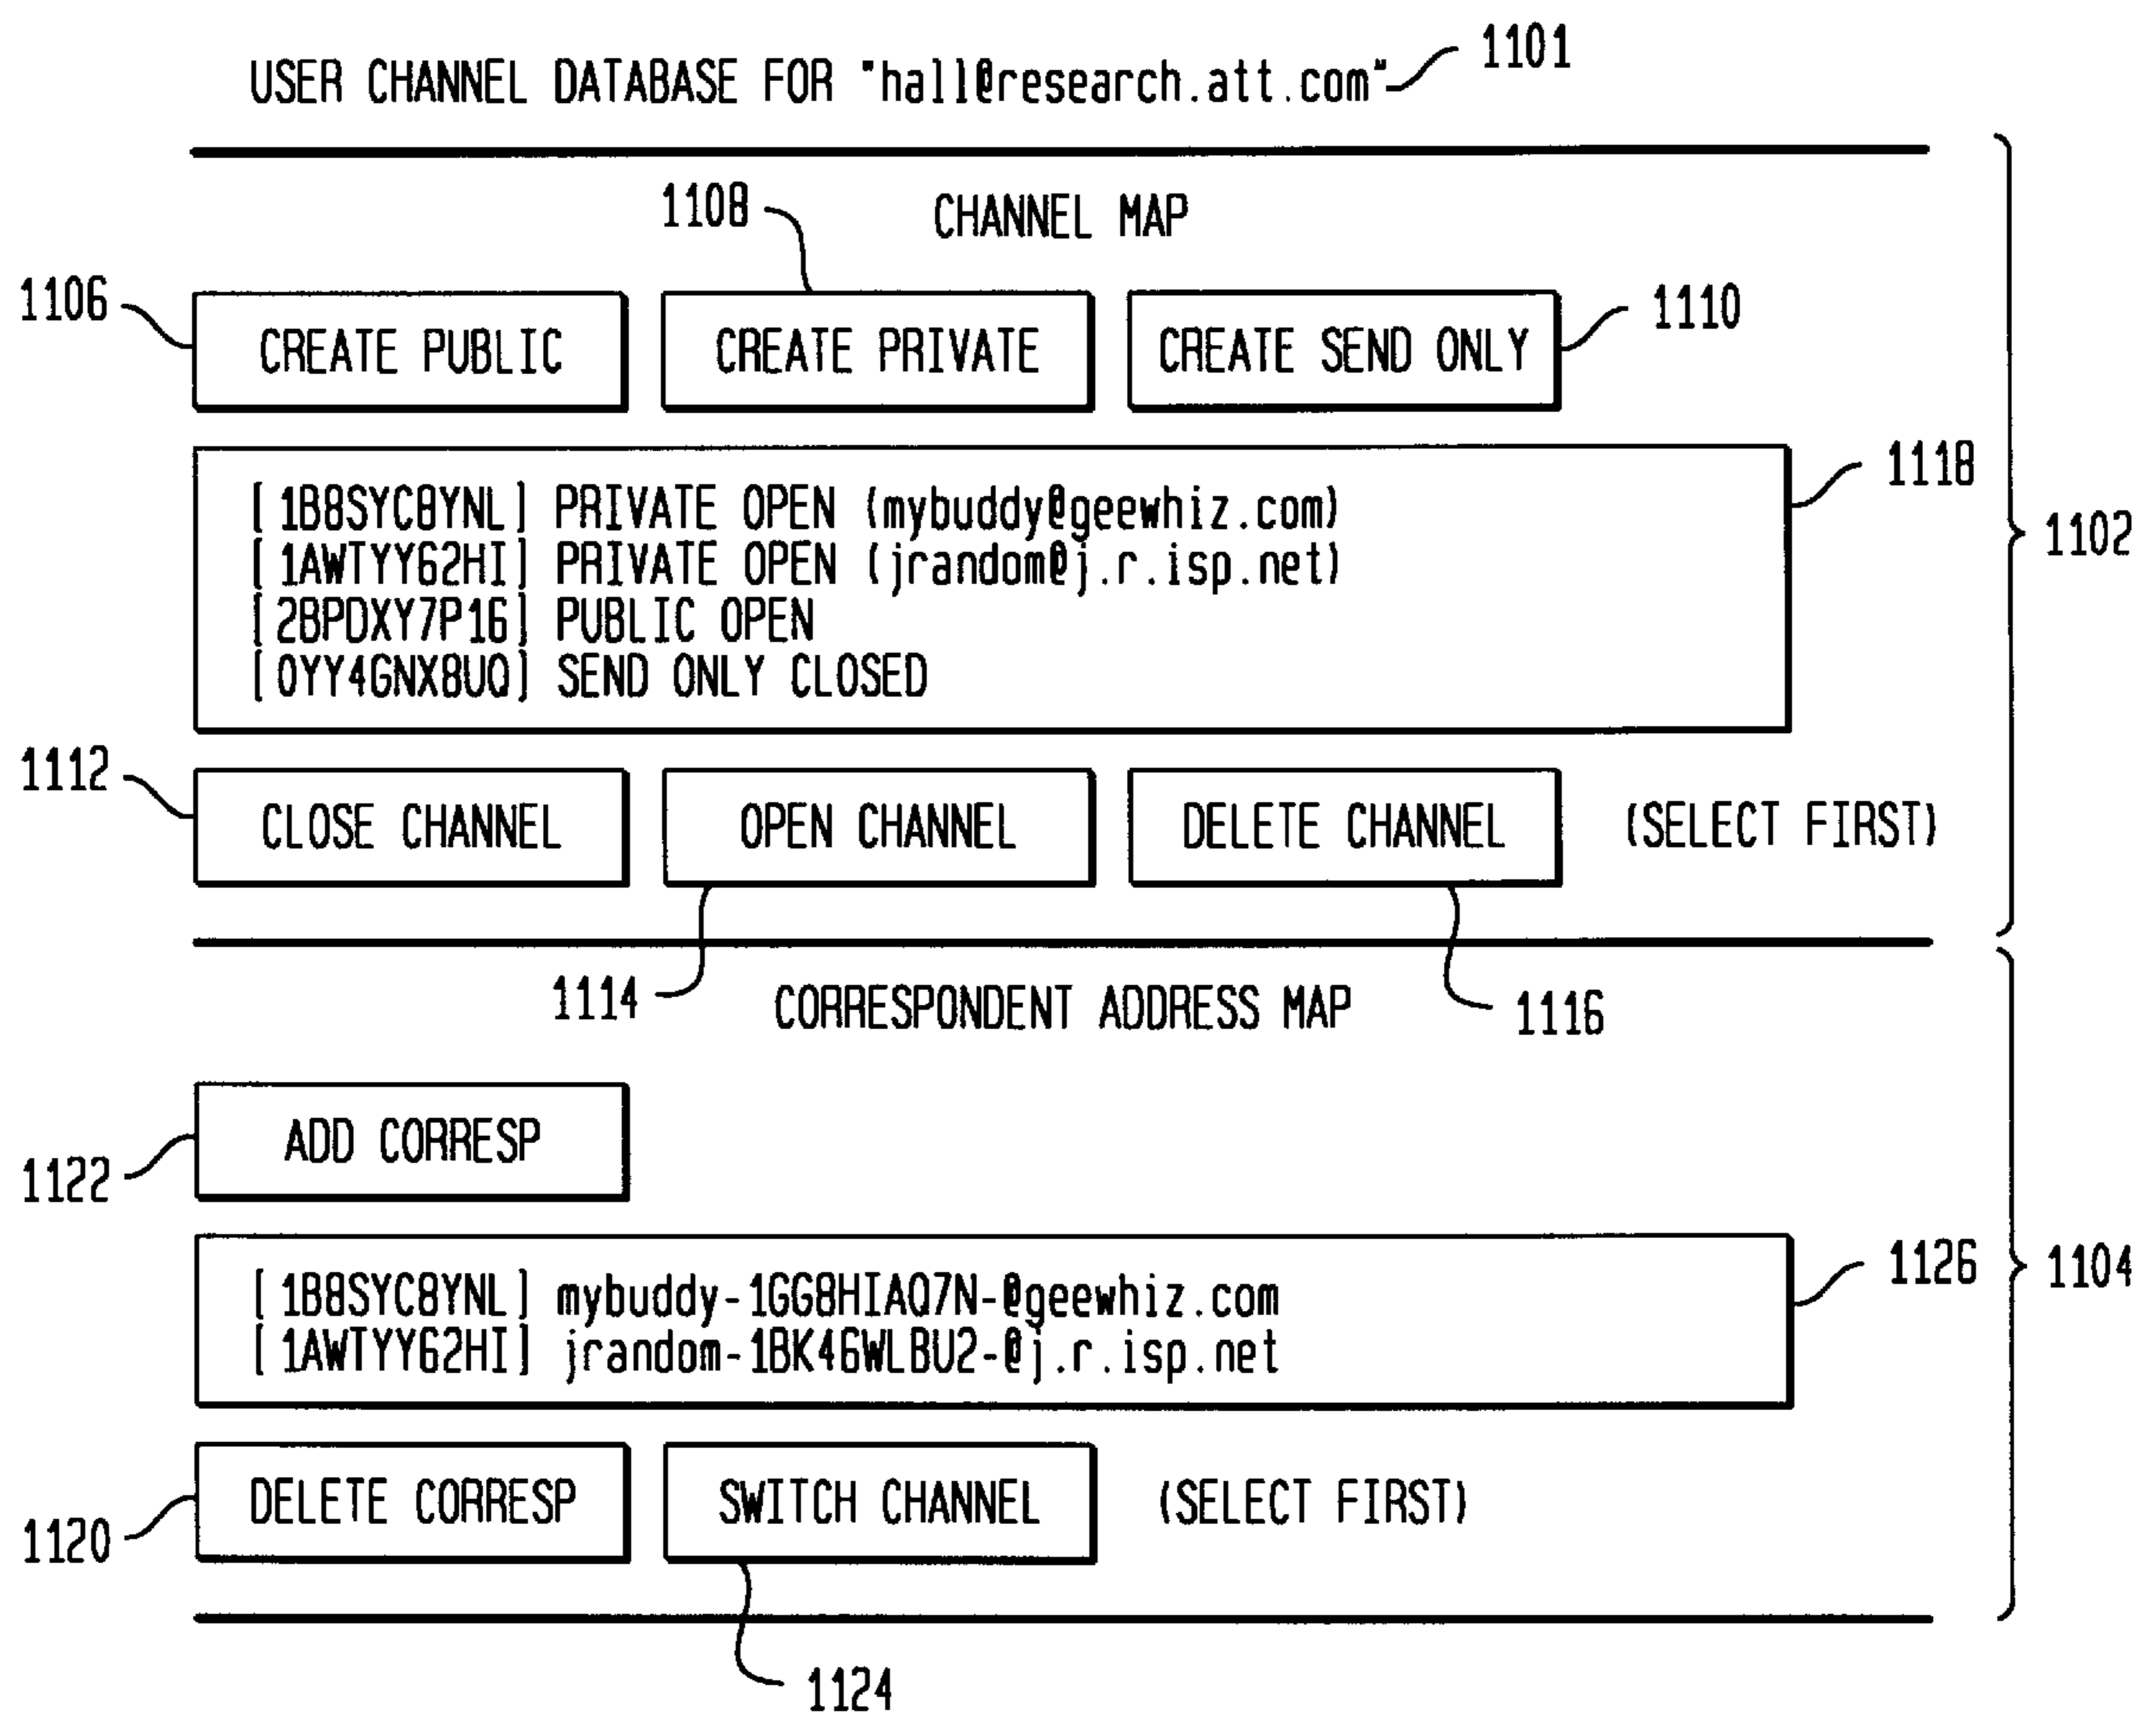 USER CHANNEL DATABASE FOR "hall@research.att.com" 1101
1108 CHANNEL MAP
1106 CREATE PUBLIC CREATE PRIVATE CREATE SEND ONLY 1110
1118
[1B8SYC8YNL] PRIVATE OPEN (mybuddy@geewhiz.com)
[1AWTYY62HI] PRIVATE OPEN (jrandom@j.r.isp.net)
[2BPDXY7P16] PUBLIC OPEN
[0YY4GNX8UQ] SEND ONLY CLOSED
1102
1112 CLOSE CHANNEL OPEN CHANNEL DELETE CHANNEL (SELECT FIRST)
1114 CORRESPONDENT ADDRESS MAP 1116
ADD CORRESP
1122
1126
[1B8SYC8YNL] mybuddy-1GG8HIAQ7N-@geewhiz.com
[1AWTYY62HI] jrandom-1BK46WLBU2-@j.r.isp.net
1104
DELETE CORRESP SWITCH CHANNEL (SELECT FIRST)
1120
1124